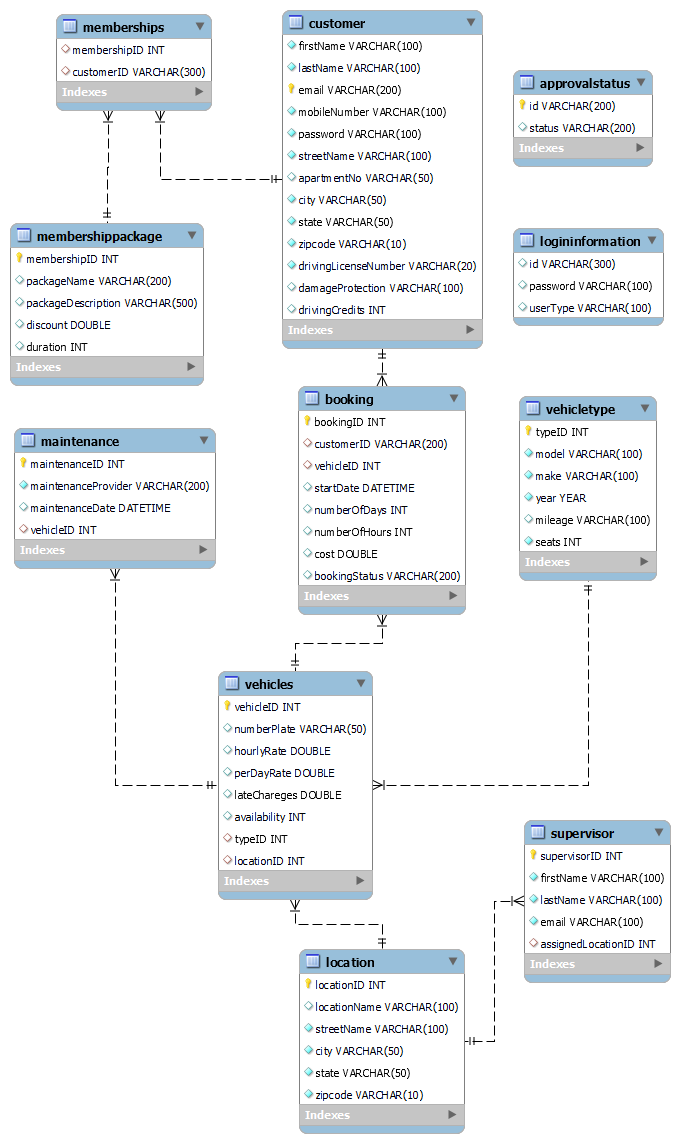 memberships
membershipID INT
customerID VARCHAR(300)
Indexes
customer
firstName VARCHAR(100)
lastName VARCHAR(100)
email VARCHAR(200)
mobileNumber VARCHAR(100)
password VARCHAR(100)
streetName VARCHAR(100)
apartmentNo VARCHAR(50)
city VARCHAR(50)
state VARCHAR(50)
zipcode VARCHAR(10)
drivingLicenseNumber VARCHAR(20)
damageProtection VARCHAR(100)
drivingCredits INT
Indexes
approvalstatus
id VARCHAR(200)
status VARCHAR(200)
Indexes
membershippackage
membershipID INT
packageName VARCHAR(200)
packageDescription VARCHAR(500)
discount DOUBLE
duration INT
Indexes
logininformation
id VARCHAR(300)
password VARCHAR(100)
userType VARCHAR(100)
maintenance
maintenanceID INT
maintenanceProvider VARCHAR(200)
maintenanceDate DATETIME
vehicleID INT
Indexes
booking
bookingID INT
customerID VARCHAR(200)
vehicleID INT
startDate DATETIME
numberOfDays INT
numberOfHours INT
cost DOUBLE
bookingStatus VARCHAR(200)
Indexes
vehicletype
typeID INT
model VARCHAR(100)
make VARCHAR(100)
year YEAR
mileage VARCHAR(100)
seats INT
Indexes
vehicles
vehicleID INT
numberPlate VARCHAR(50)
hourlyRate DOUBLE
perDayRate DOUBLE
lateChareges DOUBLE
availability INT
typeID INT
locationID INT
Indexes
supervisor
supervisorID INT
firstName VARCHAR(100)
lastName VARCHAR(100)
email VARCHAR(100)
assignedLocationID INT
Indexes
location
locationID INT
locationName VARCHAR(100)
streetName VARCHAR(100)
city VARCHAR(50)
state VARCHAR(50)
zipcode VARCHAR(10)
Indexes